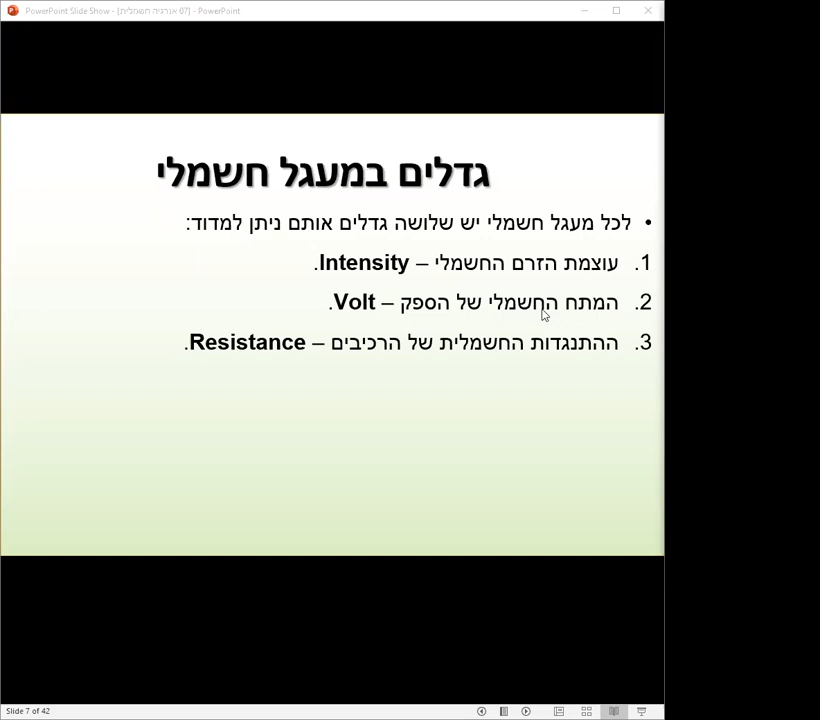 PowerPoint Slide Show - [07 אנרגיה חשמלית] - PowerPoint
גדלים במעגל חשמלי
• לכל מעגל חשמלי יש שלושה גדלים אותם ניתן למדוד:
1. עוצמת הזרם החשמלי – Intensity.
2. המתח החשמלי של הספק – Volt.
3. ההתנגדות החשמלית של הרכיבים – Resistance.
Slide 7 of 42